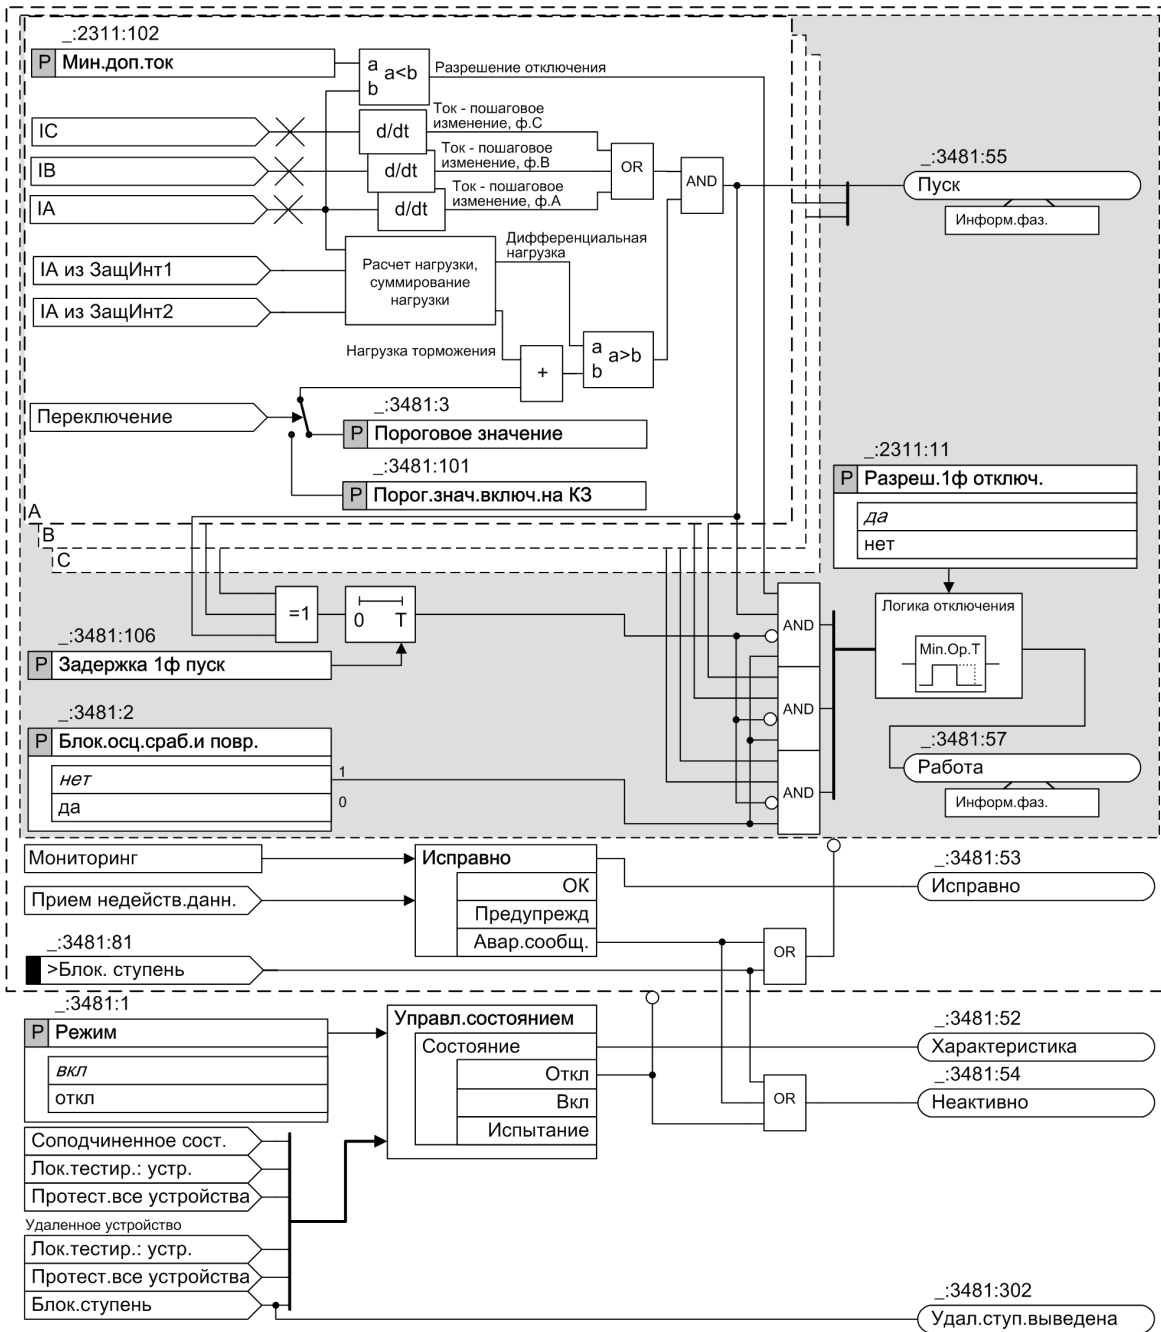 _:2311:102
P Мин.доп.ток
a
b
a<b
Разрешение отключения
IC
d/dt
Ток - пошаговое
изменение, ф.C
IB
d/dt
Ток - пошаговое
изменение, ф.B
IA
d/dt
Ток - пошаговое
изменение, ф.A
OR
AND
_:3481:55
Пуск
Информ.фаз.
IA из ЗащИнт1
IA из ЗащИнт2
Расчет нагрузки,
суммирование
нагрузки
Дифференциальная
нагрузка
Нагрузка торможения
+
a
b
a>b
Переключение
_:3481:3
P Пороговое значение
_:3481:101
P Порог.знач.включ.на КЗ
A
B
C
_:2311:11
P Разреш.1ф отключ.
да
нет
=1
0 T
_:3481:106
P Задержка 1ф пуск
AND
AND
AND
Логика отключения
Min.Op.T
_:3481:2
P Блок.осц.сраб.и повр.
нет
1
да
0
_:3481:57
Работа
Информ.фаз.
Мониторинг
Прием недейств.данн.
Исправно
ОК
Предупрежд
Авар.сообщ.
_:3481:53
Исправно
_:3481:81
>Блок. ступень
OR
_:3481:1
P Режим
вкл
откл
Управл.состоянием
Состояние
Откл
Вкл
Испытание
OR
_:3481:52
Характеристика
_:3481:54
Неактивно
Соподчиненное сост.
Лок.тестир.: устр.
Протест.все устройства
Удаленное устройство
Лок.тестир.: устр.
Протест.все устройства
Блок.ступень
_:3481:302
Удал.ступ.выведена